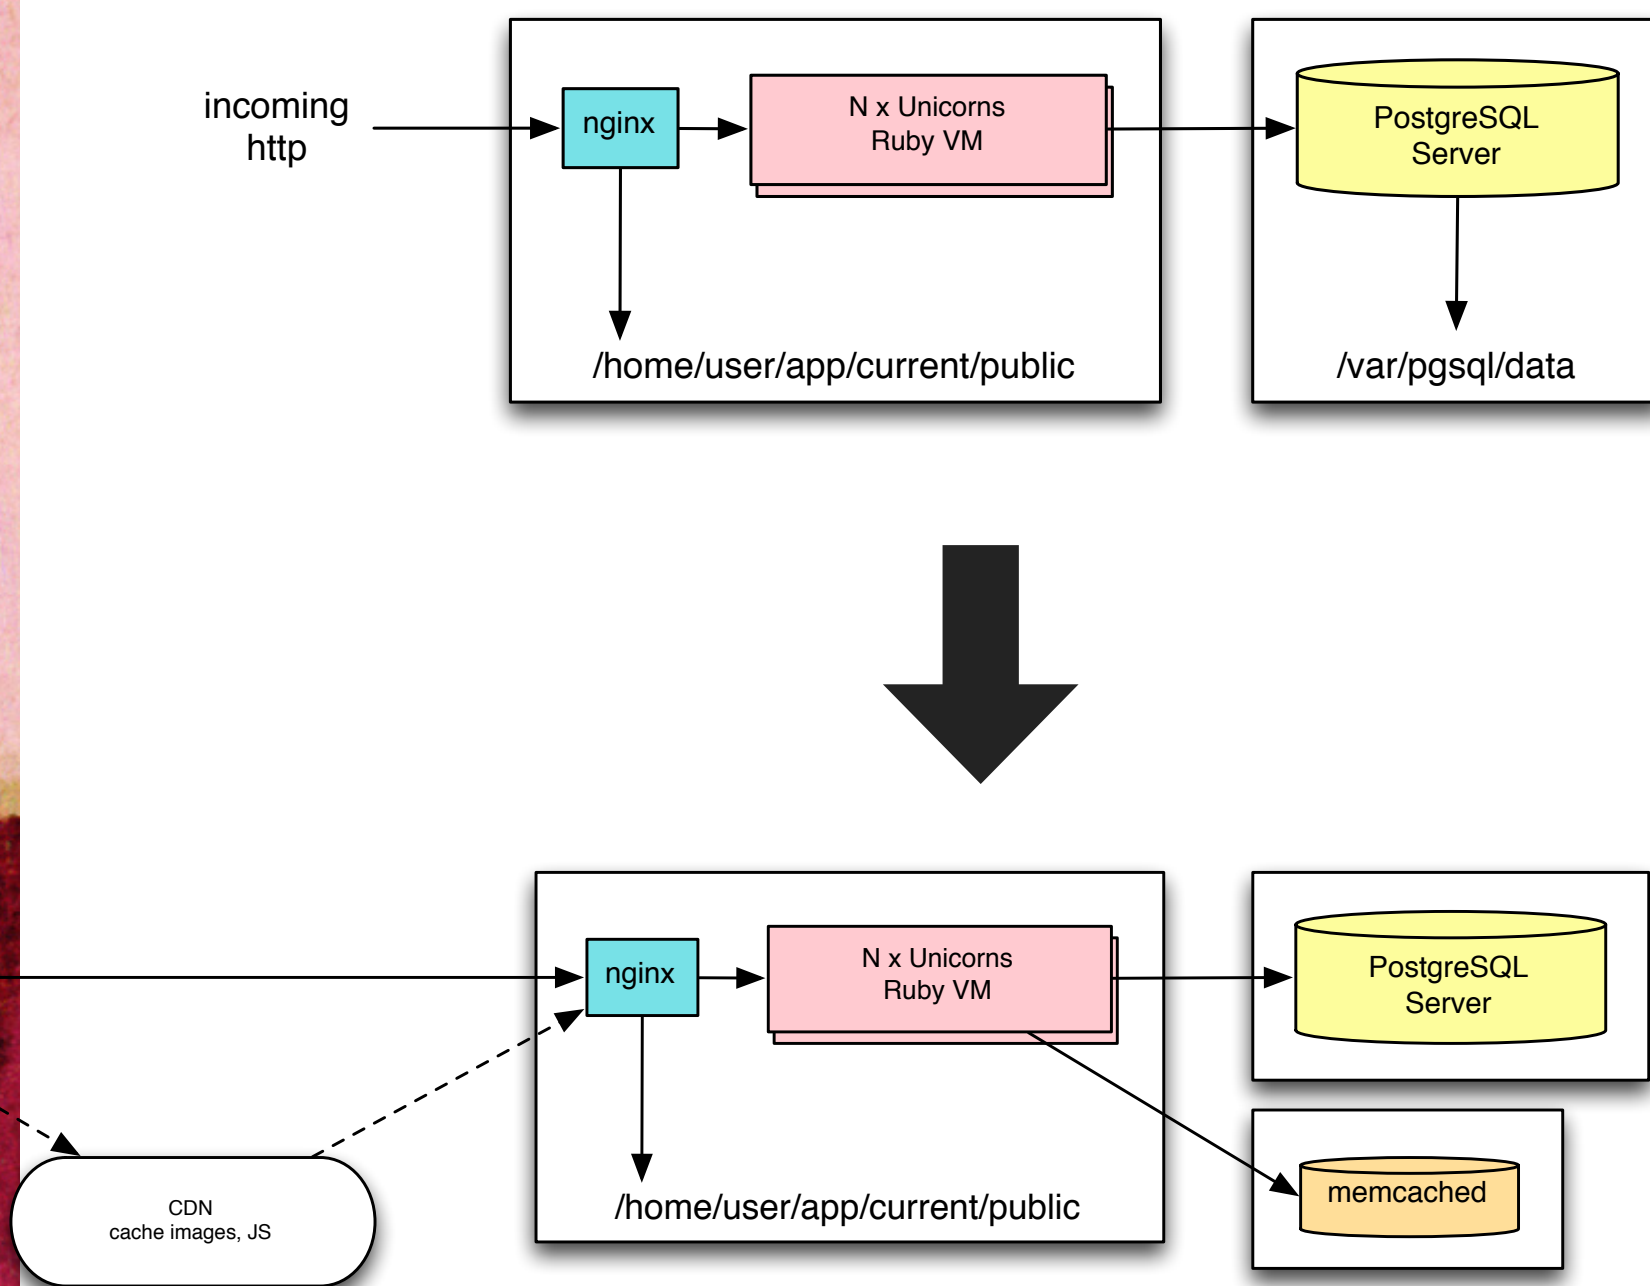 incoming
http
nginx
N x Unicorns
Ruby VM
PostgreSQL
Server
/home/user/app/current/public
/var/pgsql/data
nginx
N x Unicorns
Ruby VM
PostgreSQL
Server
CDN
cache images, JS
/home/user/app/current/public
memcached